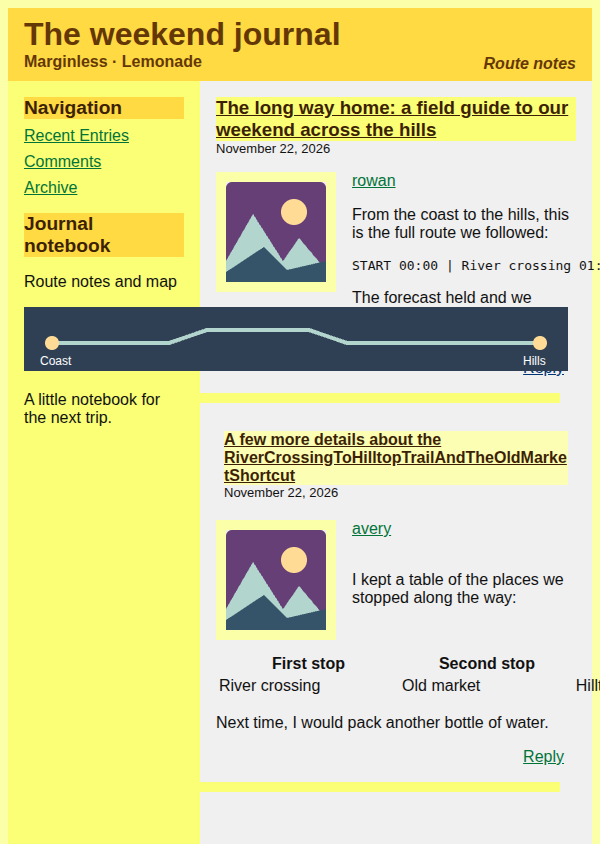 The weekend journal
Marginless · Lemonade
Route notes
Navigation
Recent Entries
Comments
Archive
Journal
notebook
Route notes and map
Coast
Hills
A little notebook for
the next trip.
The long way home: a field guide to our
weekend across the hills
November 22, 2026
rowan
From the coast to the hills, this
is the full route we followed:
START 00:00 | River crossing 01:
The forecast held and we
Reply
A few more details about the
RiverCrossingToHilltopTrailAndTheOldMarke
tShortcut
November 22, 2026
avery
I kept a table of the places we
stopped along the way:
First stop Second stop
River crossing Old market
Next time, I would pack another bottle of water.
Reply